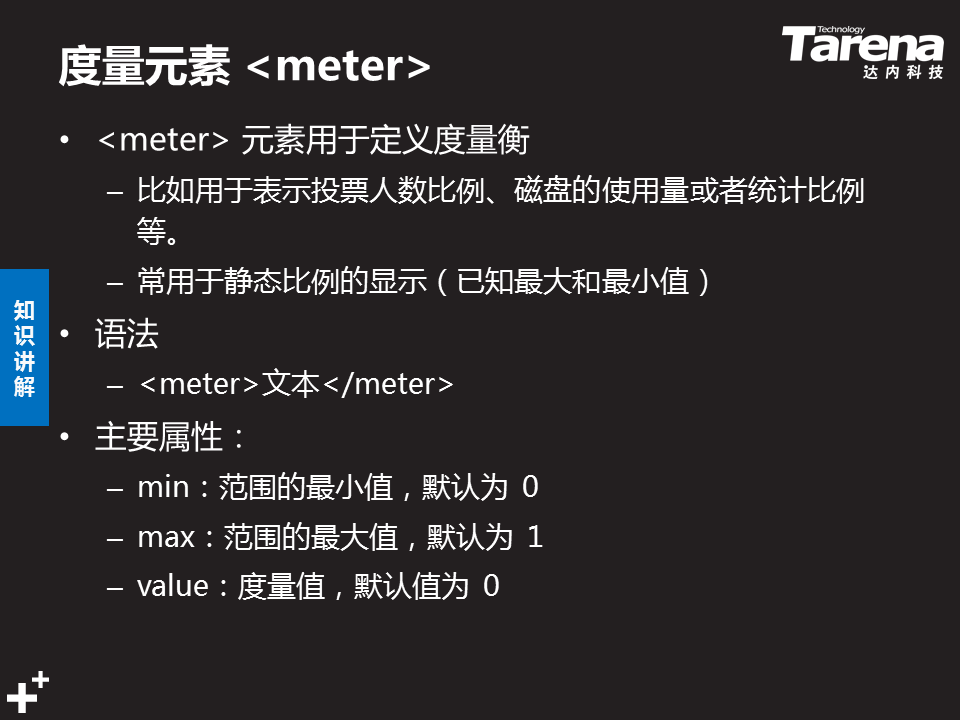 度量元素 <meter>
Technology
Tarena
达内科技
• <meter> 元素用于定义度量衡
– 比如用于表示投票人数比例、磁盘的使用量或者统计比例
等。
– 常用于静态比例的显示（已知最大和最小值）
知识讲解
• 语法
– <meter>文本</meter>
• 主要属性：
– min：范围的最小值，默认为 0
– max：范围的最大值，默认为 1
– value：度量值，默认值为 0